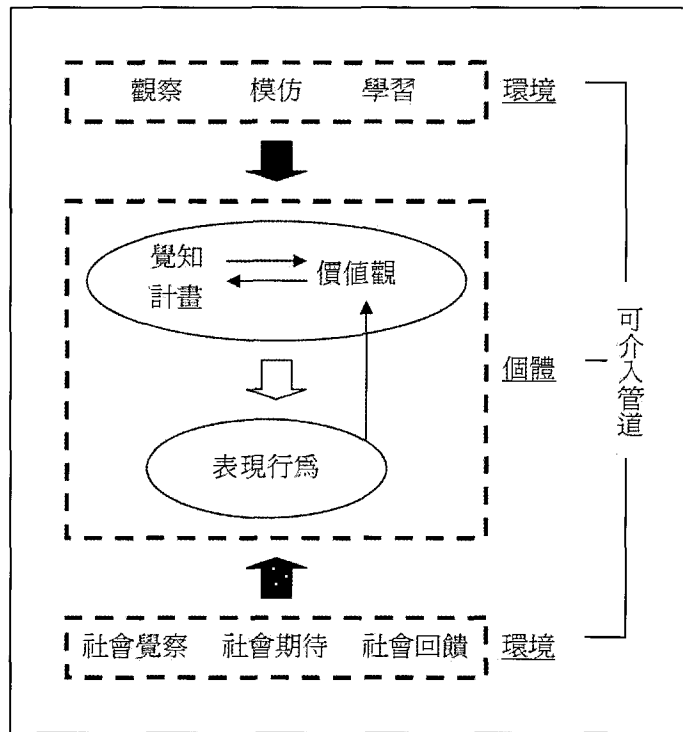 觀察 模仿 學習 環境
覺知 價值觀
計畫
個體
可介入管道
表現行爲
社會覺察 社會期待 社會回饋 環境